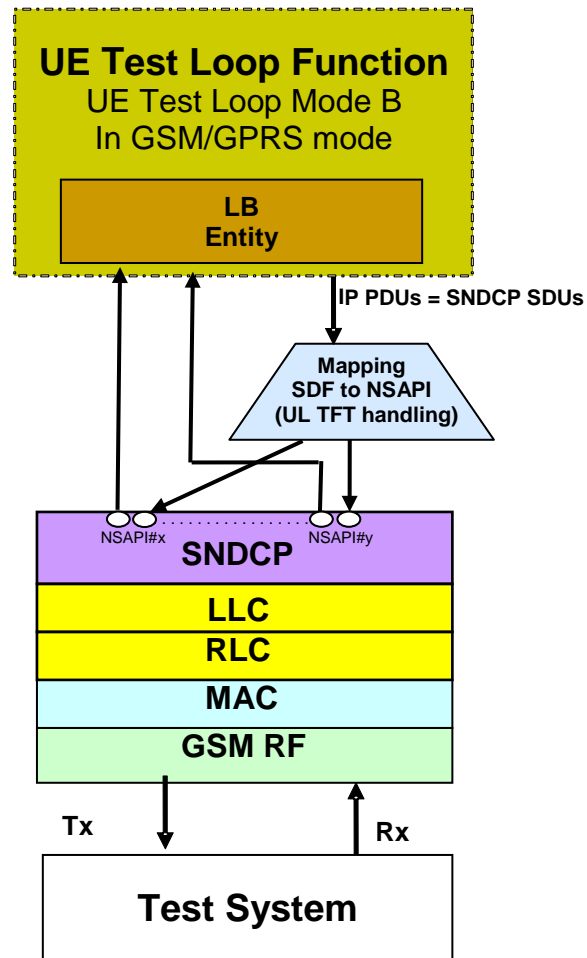 UE Test Loop Function
UE Test Loop Mode B
In GSM/GPRS mode
LB
Entity
IP PDUs = SNDCP SDUs
Mapping
SDF to NSAPI
(UL TFT handling)
NSAPI#x
NSAPI#y
SNDCP
LLC
RLC
MAC
GSM RF
Tx
Rx
Test System